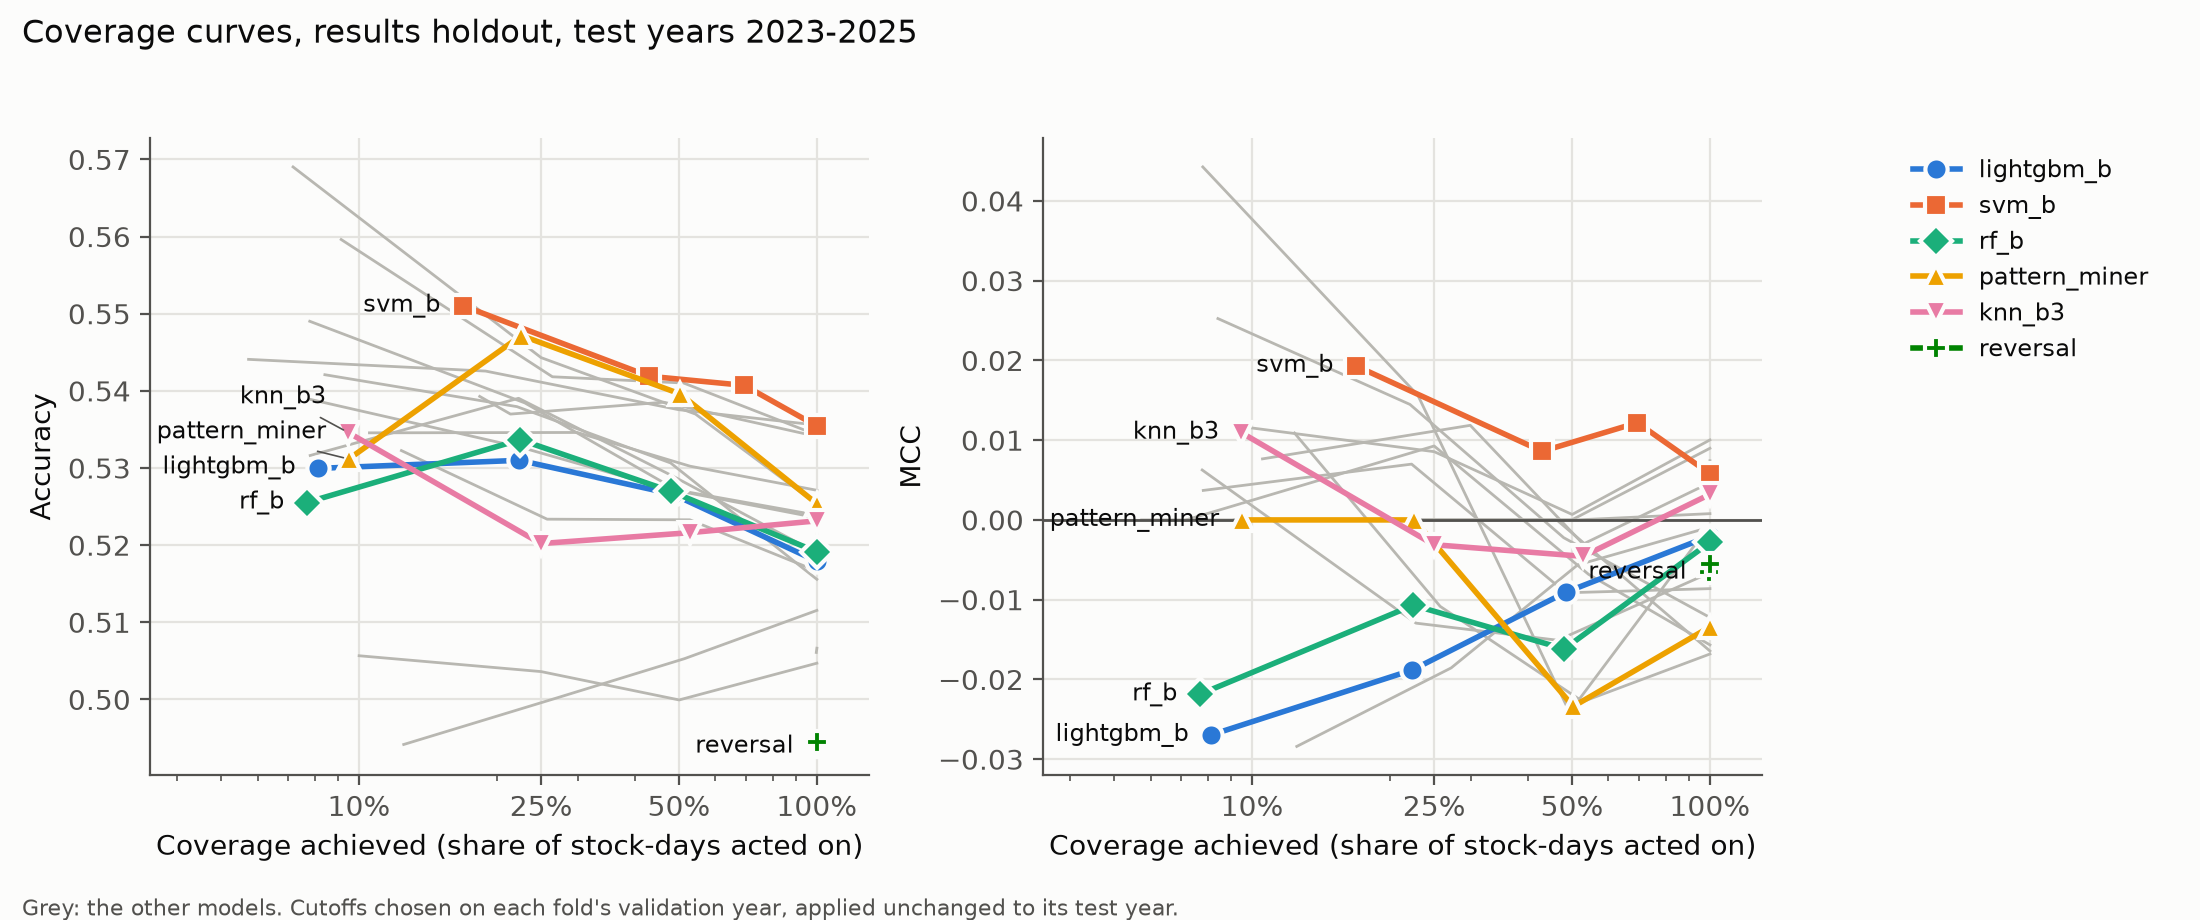 Coverage curves, results holdout, test years 2023-2025
Accuracy
0.57
0.56
0.55
0.54
0.53
0.52
0.51
0.50
svm_b
knn_b3
pattern_miner
lightgbm_b
rf_b
reversal
10%
25%
50%
100%
Coverage achieved (share of stock-days acted on)
MCC
0.04
0.03
0.02
0.01
0.00
−0.01
−0.02
−0.03
svm_b
knn_b3
pattern_miner
reversal
rf_b
lightgbm_b
10%
25%
50%
100%
Coverage achieved (share of stock-days acted on)
lightgbm_b
svm_b
rf_b
pattern_miner
knn_b3
reversal
Grey: the other models. Cutoffs chosen on each fold's validation year, applied unchanged to its test year.